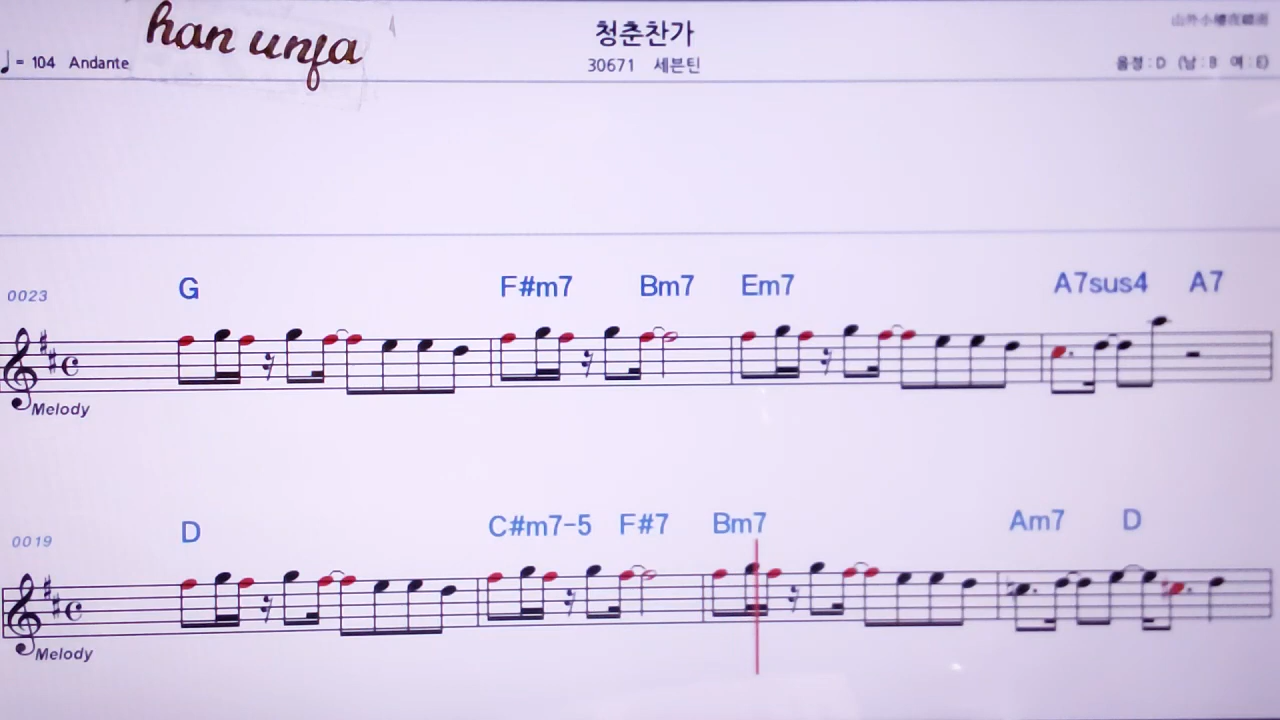 han unfa
청춘찬가
♩= 104 Andante
30671 세븐틴
음정 : D (남 : B 여 : E)
0023
G F#m7 Bm7 Em7 A7sus4 A7
Melody
0019
D C#m7-5 F#7 Bm7 Am7 D
Melody